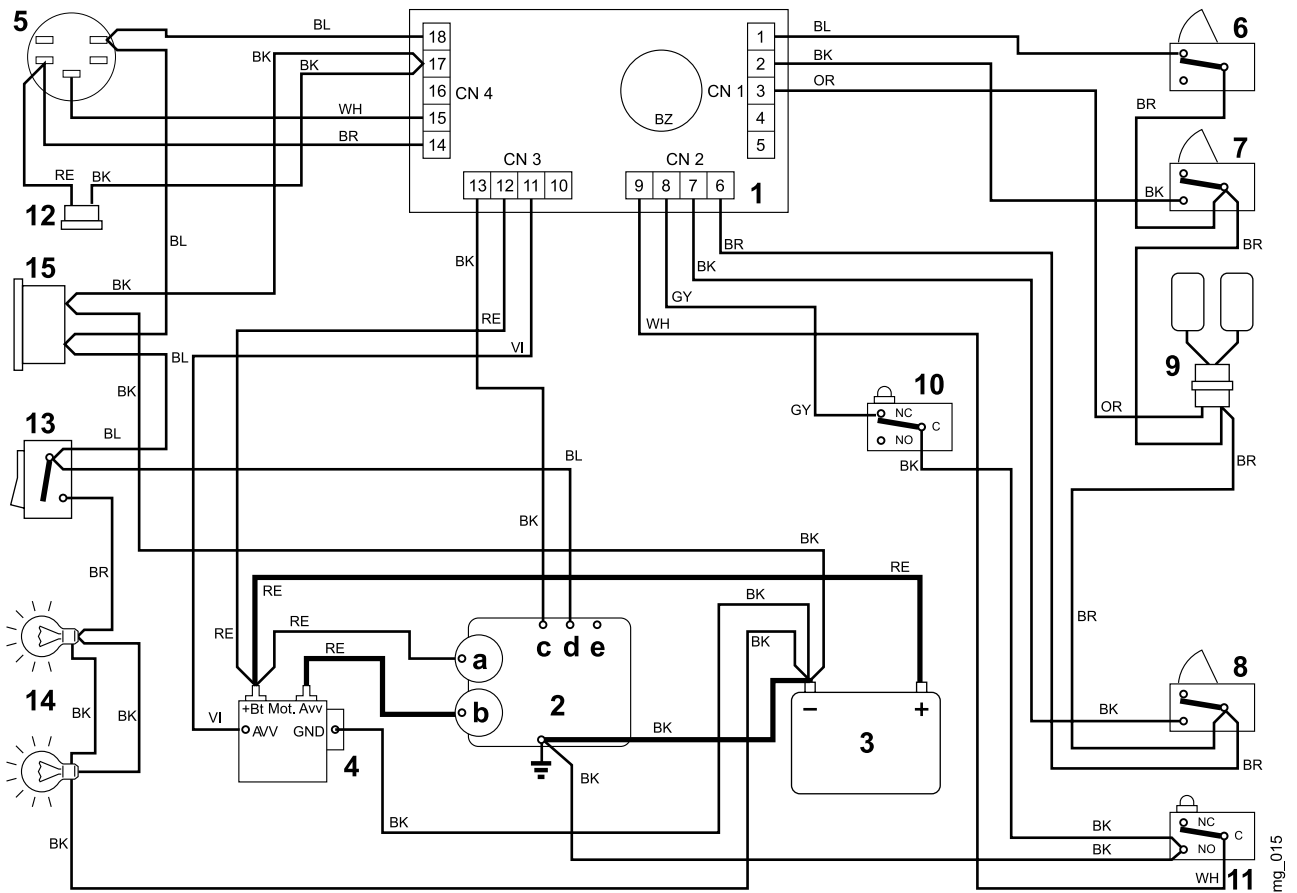 5
BL
18
1
BL
6
BK
17
2
BK
BK
16
CN 4
CN 1
3
OR
WH
15
BZ
4
BR
BR
14
5
7
CN 3
CN 2
RE
BK
13
12
11
10
9
8
7
6
1
BK
12
BL
BR
BR
15
BK
BK
BK
GY
RE
WH
VI
BL
9
BK
10
13
GY
NC
C
NO
OR
BL
BL
BK
BR
BK
BK
BR
RE
RE
BK
RE
RE
RE
c
d
e
BK
BR
a
8
14
+Bt
Mot. Avv
2
b
–
+
BK
BK
BK
VI
AVV
GND
BK
3
4
BK
BR
BK
BK
NC
C
BK
NO
BK
WH
11
mg_015